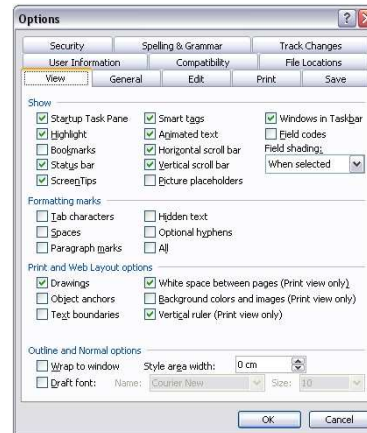 Options
Security Spelling & Grammar Track Changes
User Information Compatibility File Locations
View General Edit Print Save
Show
Startup Task Pane Smart tags Windows in Taskbar
Highlight Animated text Field codes
Bookmarks Horizontal scroll bar Field shading:
Status bar Vertical scroll bar When selected
ScreenTips Picture placeholders
Formatting marks
Tab characters Hidden text
Spaces Optional hyphens
Paragraph marks All
Print and Web Layout options
Drawings White space between pages (Print view only)
Object anchors Background colors and images (Print view only)
Text boundaries Vertical ruler (Print view only)
Outline and Normal options
Wrap to window Style area width: 0 cm
Draft font: Name: Courier New Size: 10
OK Cancel